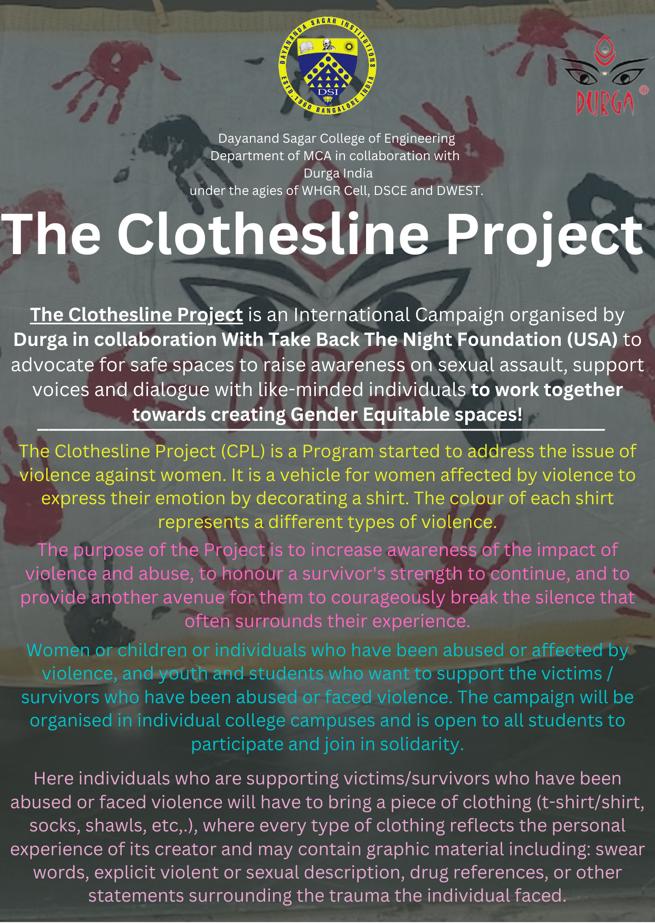 DAYANANDA SAGAR INSTITUTIONS
DSI
ESTD.1960 BANGALORE INDIA
DURGA
Dayanand Sagar College of Engineering
Department of MCA in collaboration with
Durga India
under the agies of WHGR Cell, DSCE and DWEST.
The Clothesline Project
The Clothesline Project is an International Campaign organised by
Durga in collaboration With Take Back The Night Foundation (USA) to
advocate for safe spaces to raise awareness on sexual assault, support
voices and dialogue with like-minded individuals to work together
towards creating Gender Equitable spaces!
DURGA
The Clothesline Project (CPL) is a Program started to address the issue of
violence against women. It is a vehicle for women affected by violence to
express their emotion by decorating a shirt. The colour of each shirt
represents a different types of violence.
The purpose of the Project is to increase awareness of the impact of
violence and abuse, to honour a survivor's strength to continue, and to
provide another avenue for them to courageously break the silence that
often surrounds their experience.
Women or children or individuals who have been abused or affected by
violence, and youth and students who want to support the victims /
survivors who have been abused or faced violence. The campaign will be
organised in individual college campuses and is open to all students to
participate and join in solidarity.
Here individuals who are supporting victims/survivors who have been
abused or faced violence will have to bring a piece of clothing (t-shirt/shirt,
socks, shawls, etc,.), where every type of clothing reflects the personal
experience of its creator and may contain graphic material including: swear
words, explicit violent or sexual description, drug references, or other
statements surrounding the trauma the individual faced.